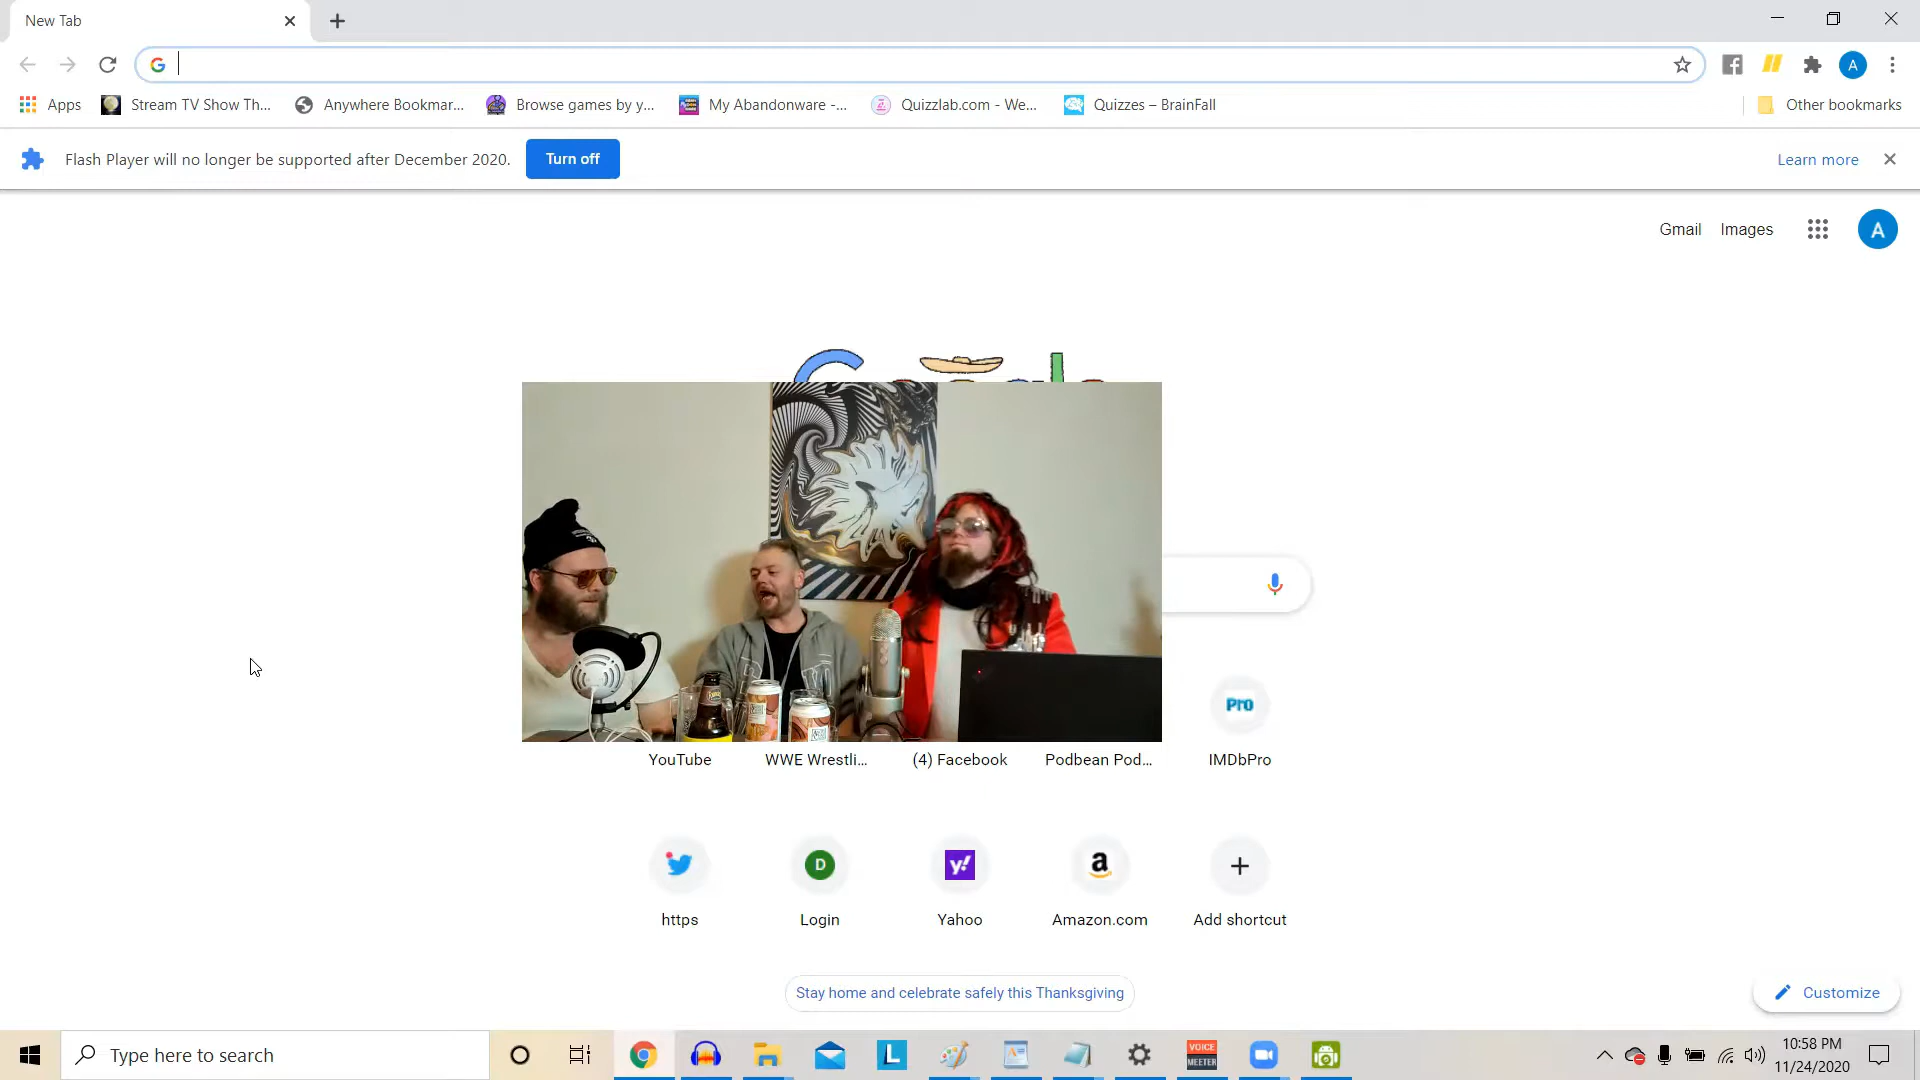 New Tab
Apps
Stream TV Show Th...
Anywhere Bookmar...
Browse games by y...
My Abandonware -...
Quizzlab.com - We...
Quizzes – BrainFall
Other bookmarks
A
Flash Player will no longer be supported after December 2020.
Turn off
Learn more
Gmail
Images
A
Pro
YouTube
WWE Wrestli...
(4) Facebook
Podbean Pod...
IMDbPro
D
y!
a
https
Login
Yahoo
Amazon.com
Add shortcut
Stay home and celebrate safely this Thanksgiving
Customize
Type here to search
L
VOICE
MEETER
10:58 PM
11/24/2020